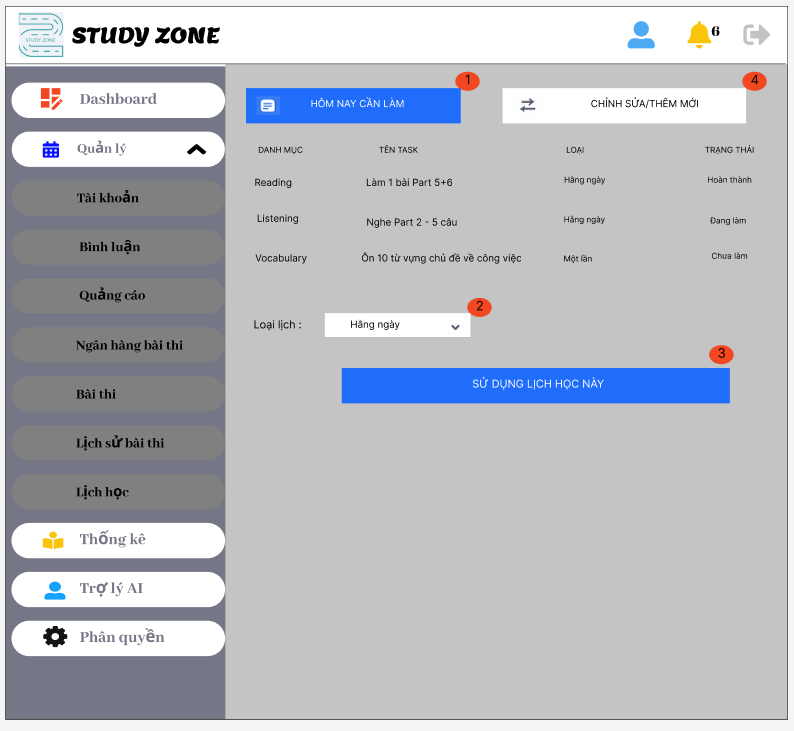 STUDY ZONE
STUDY ZONE
6
Dashboard
Quản lý
Tài khoản
Bình luận
Quảng cáo
Ngân hàng bài thi
Bài thi
Lịch sử bài thi
Lịch học
Thống kê
Trợ lý AI
Phân quyền
1
HÔM NAY CẦN LÀM
4
CHỈNH SỬA/THÊM MỚI
DANH MỤC TÊN TASK LOẠI TRẠNG THÁI
Reading Làm 1 bài Part 5+6 Hằng ngày Hoàn thành
Listening Nghe Part 2 - 5 câu Hằng ngày Đang làm
Vocabulary Ôn 10 từ vựng chủ đề về công việc Một lần Chưa làm
2
Loại lịch : Hằng ngày
3
SỬ DỤNG LỊCH HỌC NÀY